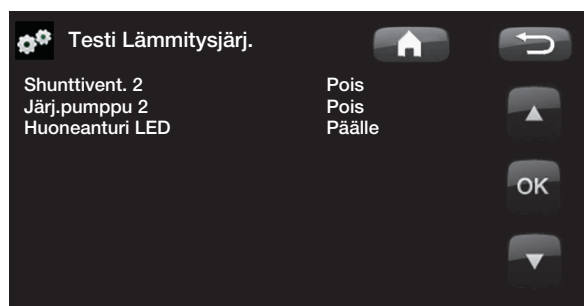 Testi Lämmitysjärj.
Shunttivent. 2 Pois
Järj.pumppu 2 Pois
Huoneanturi LED Päälle
OK